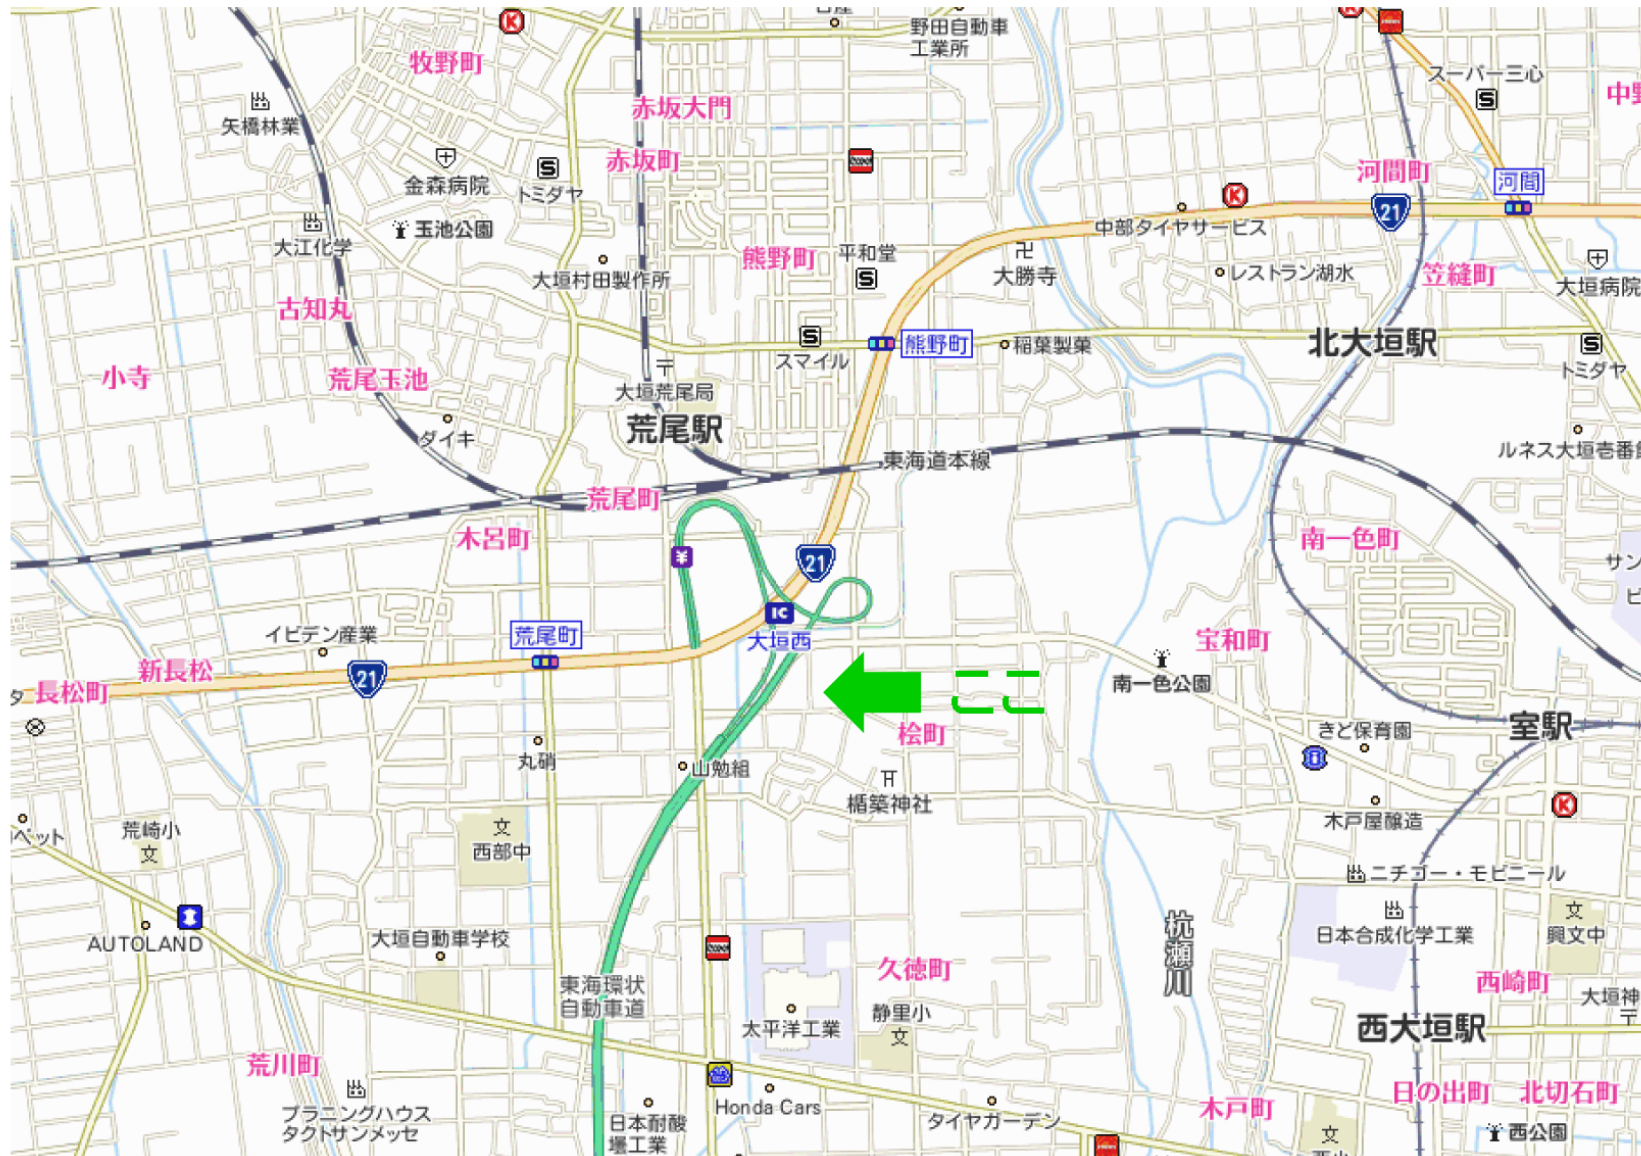 野田自動車
工業所
牧野町
スーパー三心
赤坂大門
矢橋林業
赤坂町
河間町
河間
金森病院
トミダヤ
21
玉池公園
中部タイヤサービス
大江化学
熊野町
平和堂
大勝寺
レストラン湖水
笠縫町
大垣村田製作所
大垣病院
古知丸
北大垣駅
熊野町
稲葉製菓
スマイル
トミダヤ
小寺
荒尾玉池
大垣荒尾局
荒尾駅
ダイキ
ルネス大垣壱番館
東海道本線
荒尾町
木呂町
南一色町
21
IC
大垣西
イビデン産業
荒尾町
宝和町
新長松
21
長松町
南一色公園
ここ
桧町
室駅
きど保育園
丸硝
山勉組
楯築神社
木戸屋醸造
荒崎小
文
文
西部中
ニチゴー・モビニール
日本合成化学工業
文
興文中
杭瀬川
AUTOLAND
大垣自動車学校
久徳町
西崎町
東海環状
自動車道
太平洋工業
静里小
文
大垣神
西大垣駅
荒川町
日の出町
北切石町
木戸町
プラニングハウス
タクトサンメッセ
日本耐酸
壜工業
Honda Cars
タイヤガーデン
文
西公園